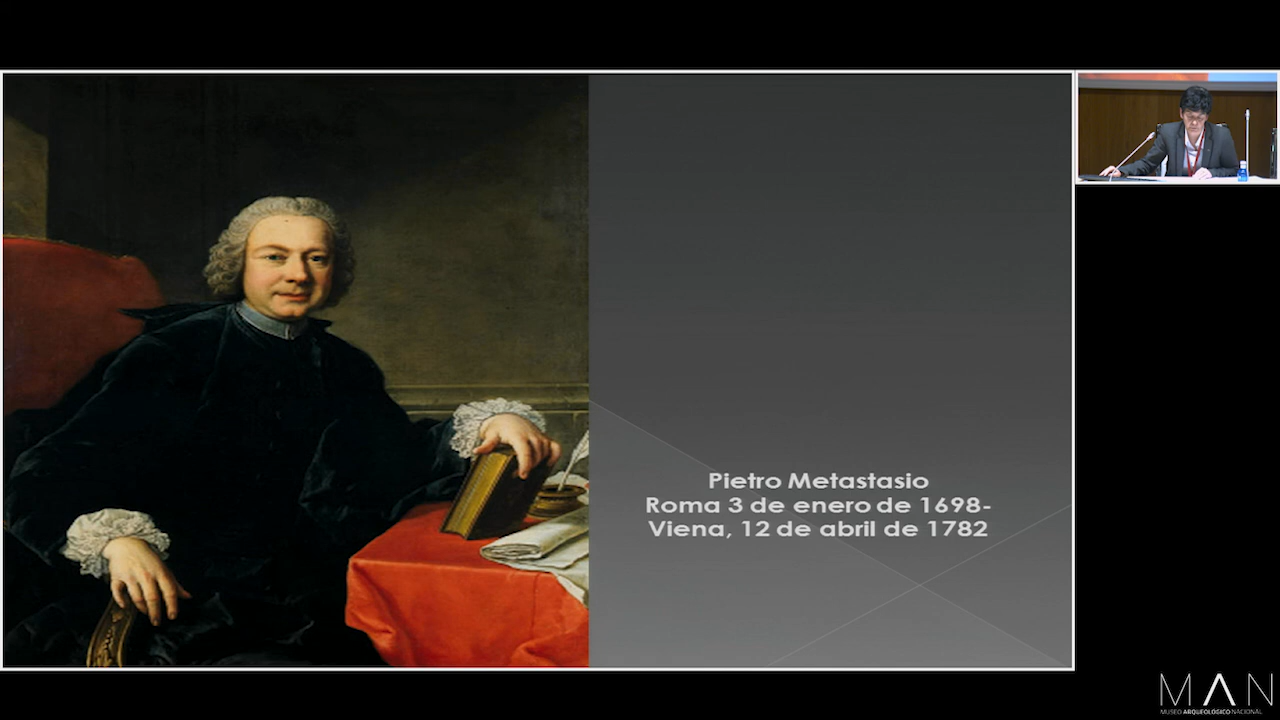 Pietro Metastasio
Roma 3 de enero de 1698-
Viena, 12 de abril de 1782
MAN
MUSEO ARQUEOLÓGICO NACIONAL